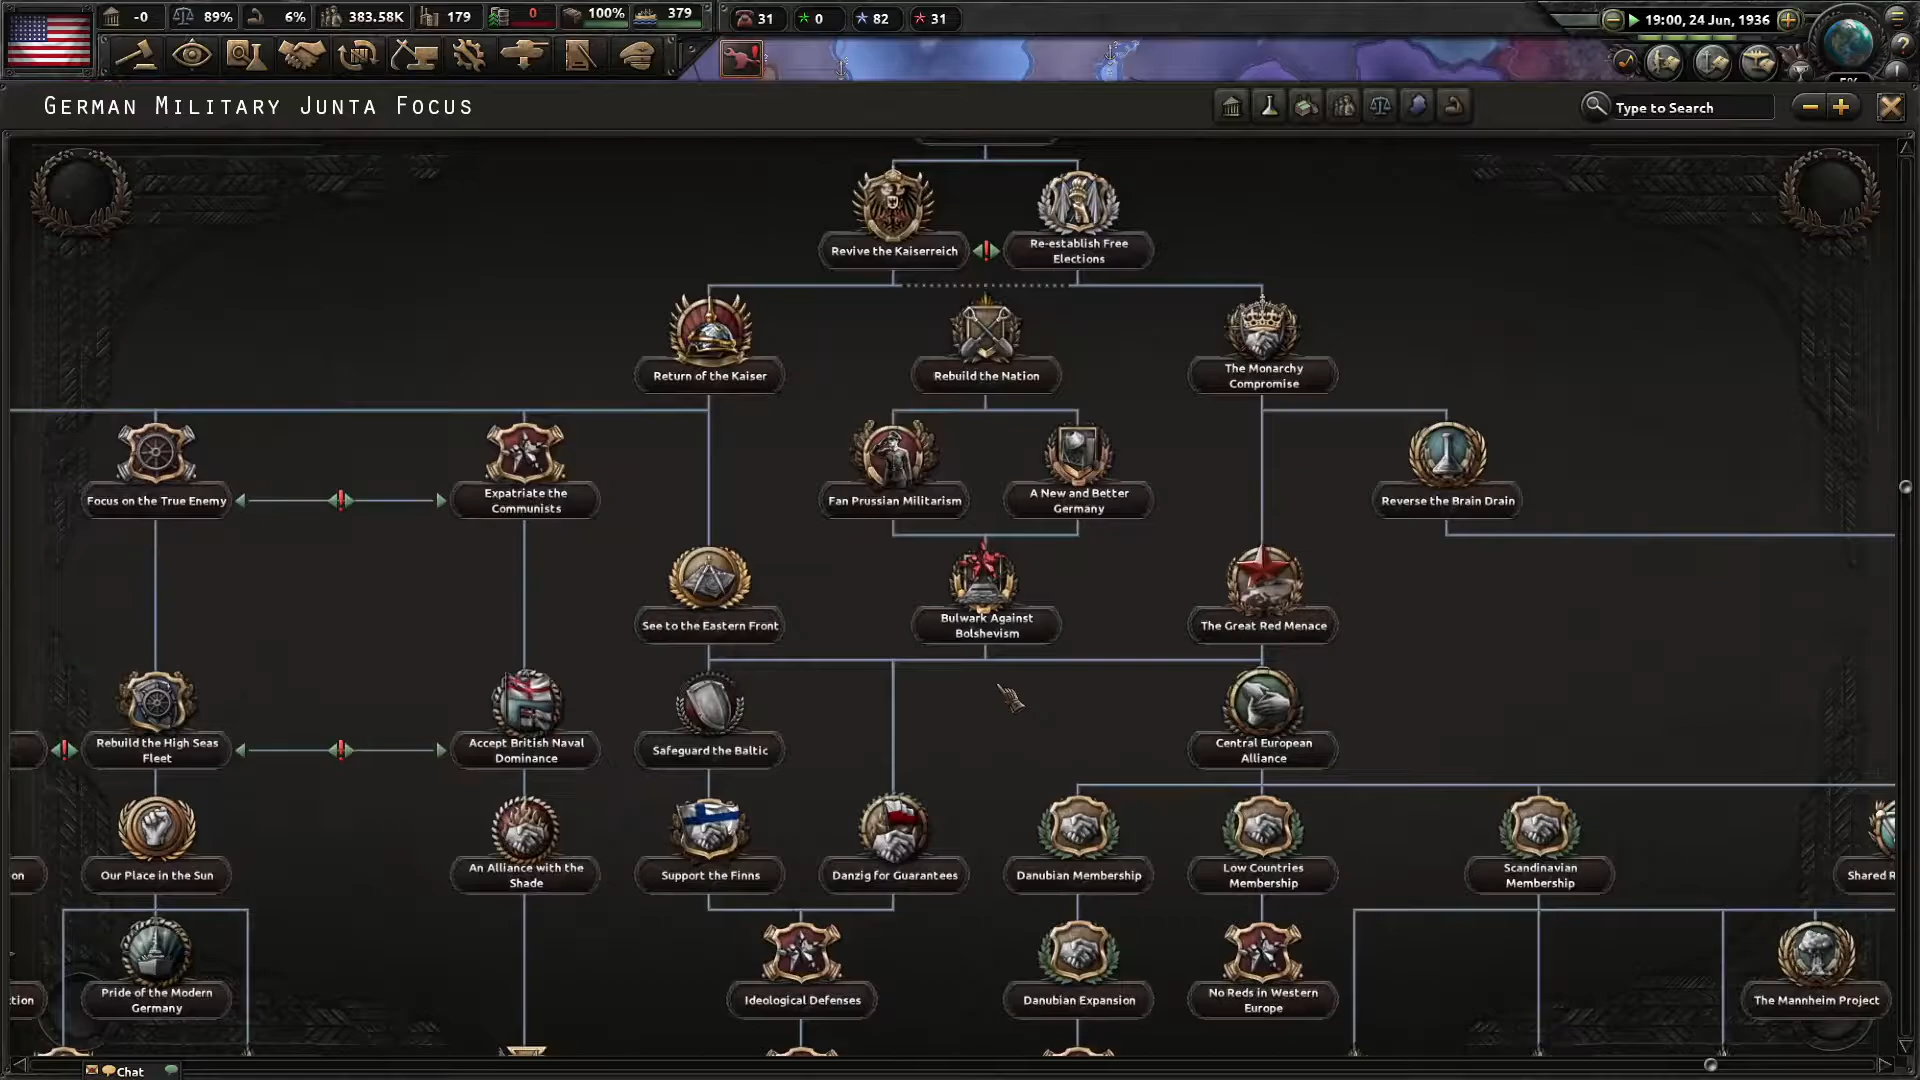 -0
89%
6%
383.58K
179
0
100%
379
31
0
82
31
19:00, 24 Jun, 1936
5%
German Military Junta Focus
Type to Search
Revive the Kaiserreich
Re-establish Free
Elections
Return of the Kaiser
Rebuild the Nation
The Monarchy
Compromise
Focus on the True Enemy
Expatriate the
Communists
Fan Prussian Militarism
A New and Better
Germany
Reverse the Brain Drain
See to the Eastern Front
Bulwark Against
Bolshevism
The Great Red Menace
Rebuild the High Seas
Fleet
Accept British Naval
Dominance
Safeguard the Baltic
Central European
Alliance
on
Our Place in the Sun
An Alliance with the
Shade
Support the Finns
Danzig for Guarantees
Danubian Membership
Low Countries
Membership
Scandinavian
Membership
Shared R
tion
Pride of the Modern
Germany
Ideological Defenses
Danubian Expansion
No Reds in Western
Europe
The Mannheim Project
Chat